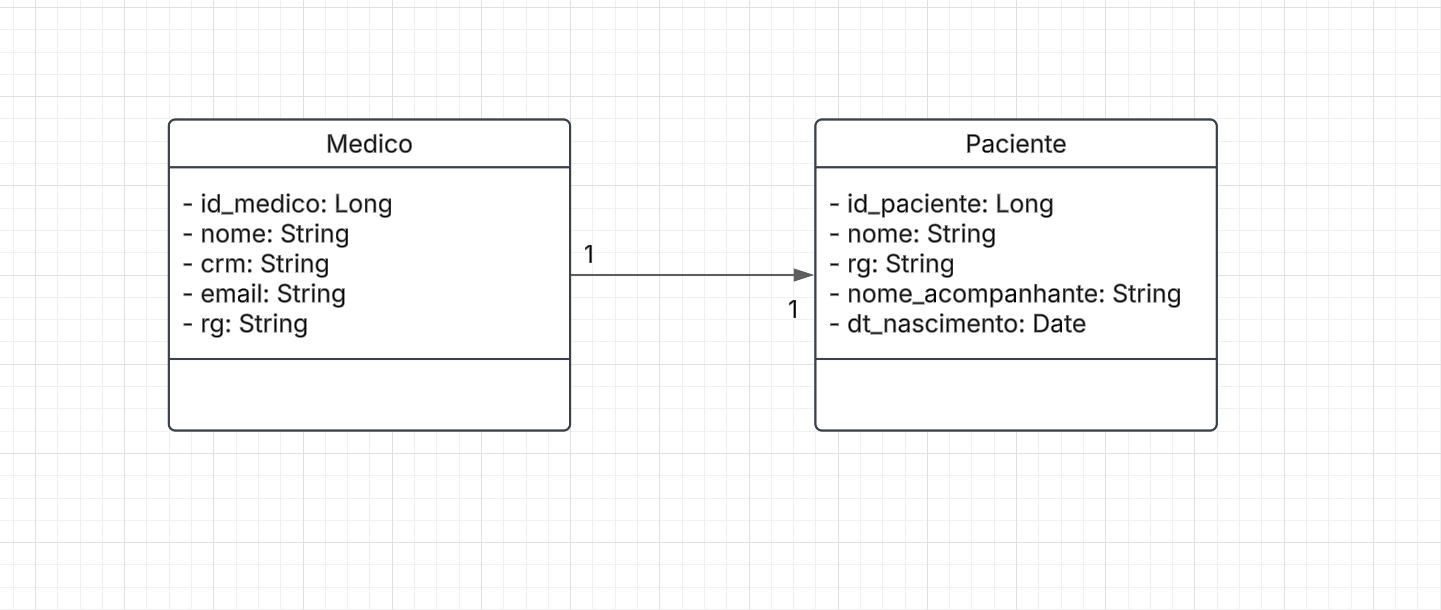 Medico
- id_medico: Long
- nome: String
- crm: String
- email: String
- rg: String
1
1
Paciente
- id_paciente: Long
- nome: String
- rg: String
- nome_acompanhante: String
- dt_nascimento: Date